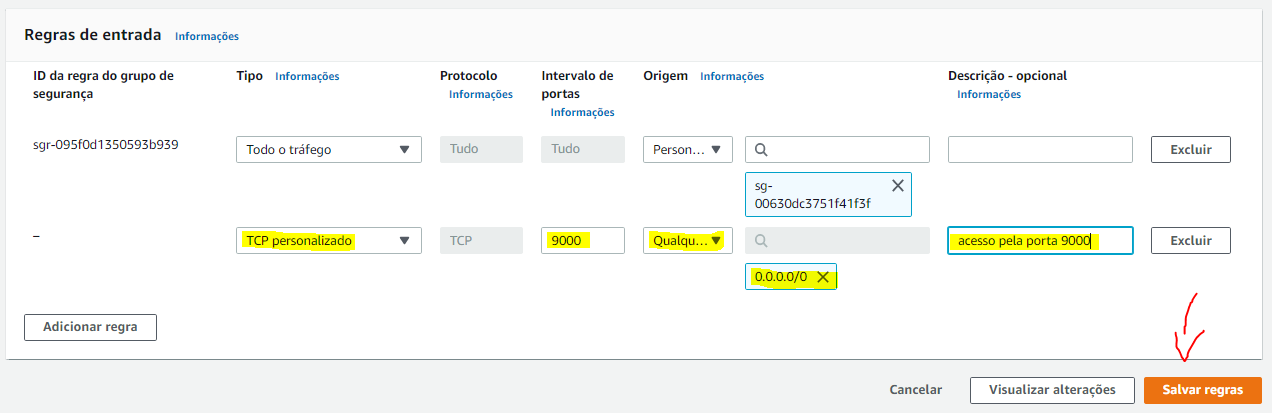 Regras de entrada Informações
ID da regra do grupo de segurança
Tipo Informações
Protocolo Informações
Intervalo de portas Informações
Origem Informações
Descrição - opcional Informações
sgr-095f0d1350593b939 Todo o tráfego Tudo Tudo Person... Excluir
sg-
00630dc3751f41f3f
– TCP personalizado TCP 9000 Qualqu... acesso pela porta 9000 Excluir
0.0.0.0/0
Adicionar regra
Cancelar Visualizar alterações Salvar regras